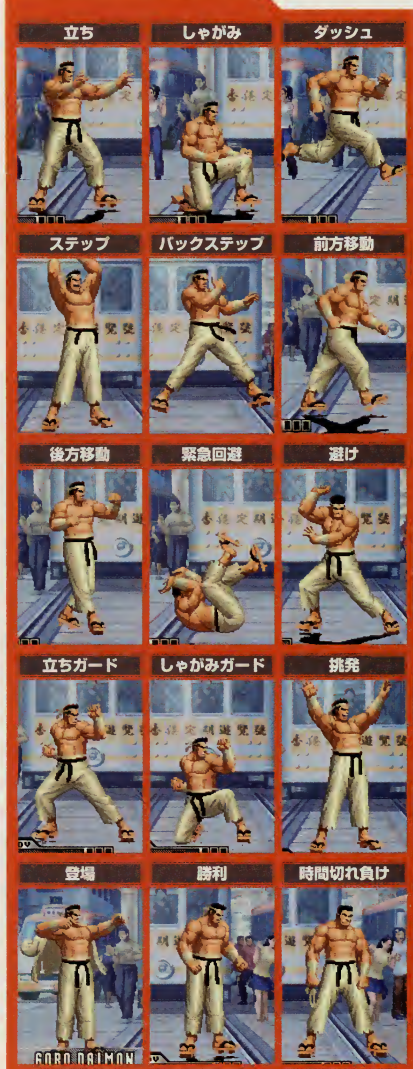 立ち しゃがみ ダッシュ
ステップ バックステップ 前方移動
後方移動 緊急回避 避け
立ちガード しゃがみガード 挑発
登場 勝利 時間切れ負け
GORO DAIMON